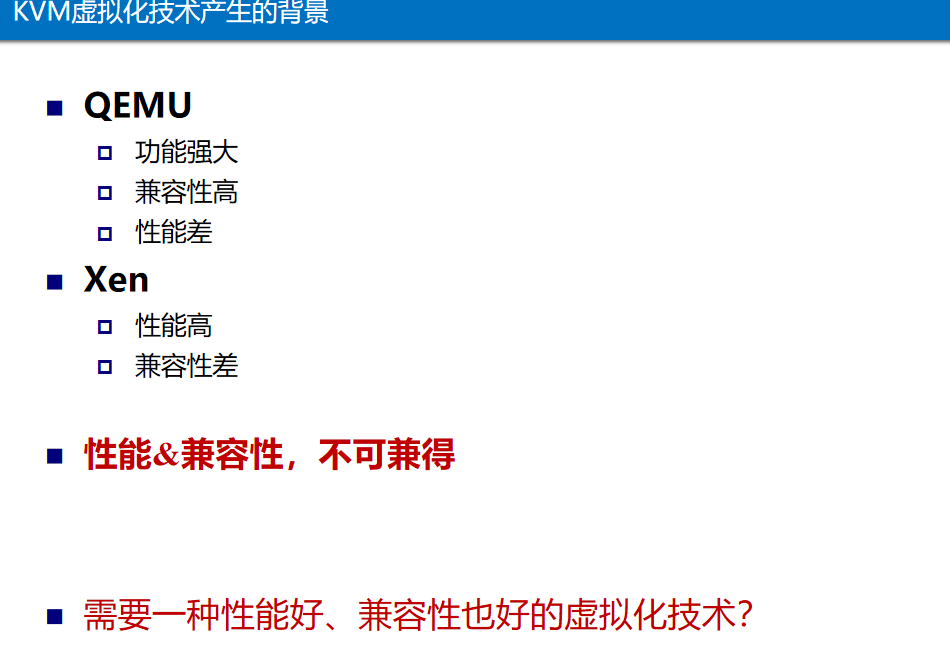 KVM虚拟化技术产生的背景
QEMU
功能强大
兼容性高
性能差
Xen
性能高
兼容性差
性能&兼容性，不可兼得
需要一种性能好、兼容性也好的虚拟化技术？